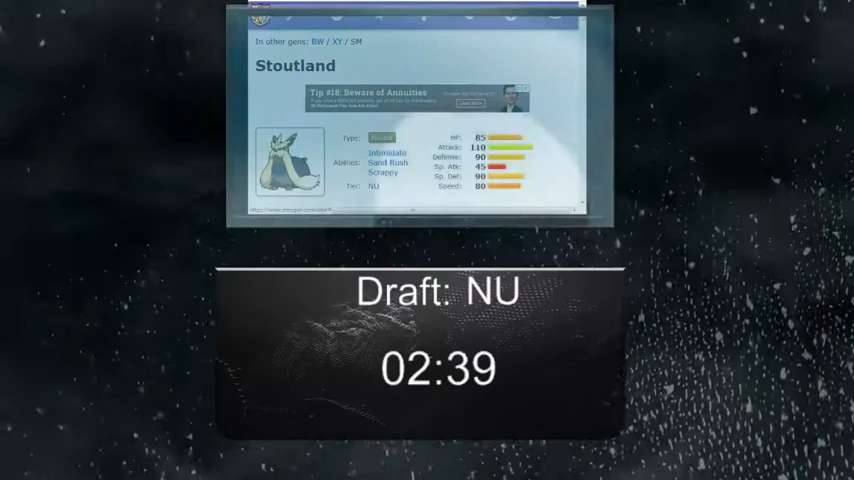 In other gens: BW / XY / SM
Stoutland
Tip #18: Beware of Annuities
Type: Normal
Abilities: Intimidate
Sand Rush
Scrappy
Tier: NU
HP: 85
Attack: 110
Defense: 90
Sp. Atk: 45
Sp. Def: 90
Speed: 80
Draft: NU
02:39